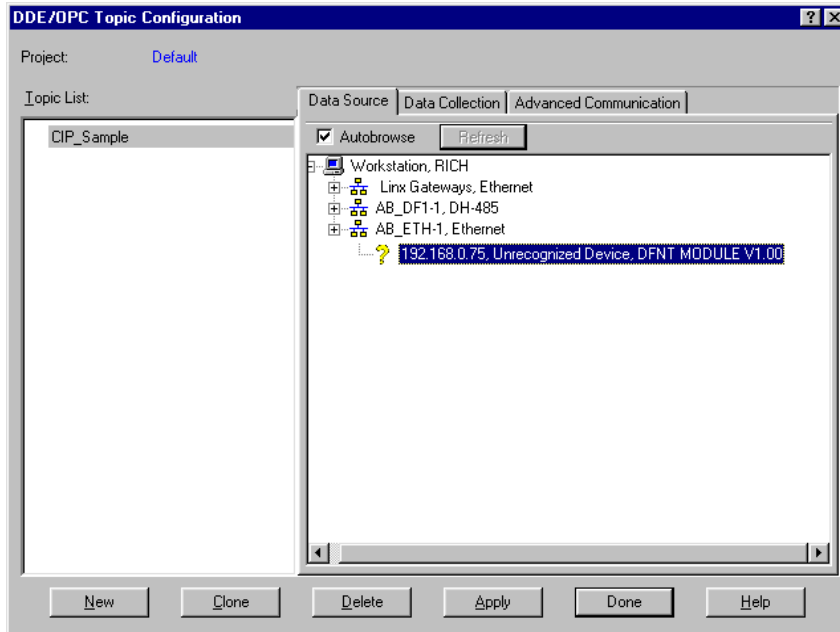 DDE/OPC Topic Configuration
Project: Default
Topic List:
CIP_Sample
Data Source Data Collection Advanced Communication
Autobrowse Refresh
Workstation, RICH
Linx Gateways, Ethernet
AB_DF1-1, DH-485
AB_ETH-1, Ethernet
192.168.0.75, Unrecognized Device, DFNT MODULE V1.00
New Clone Delete Apply Done Help